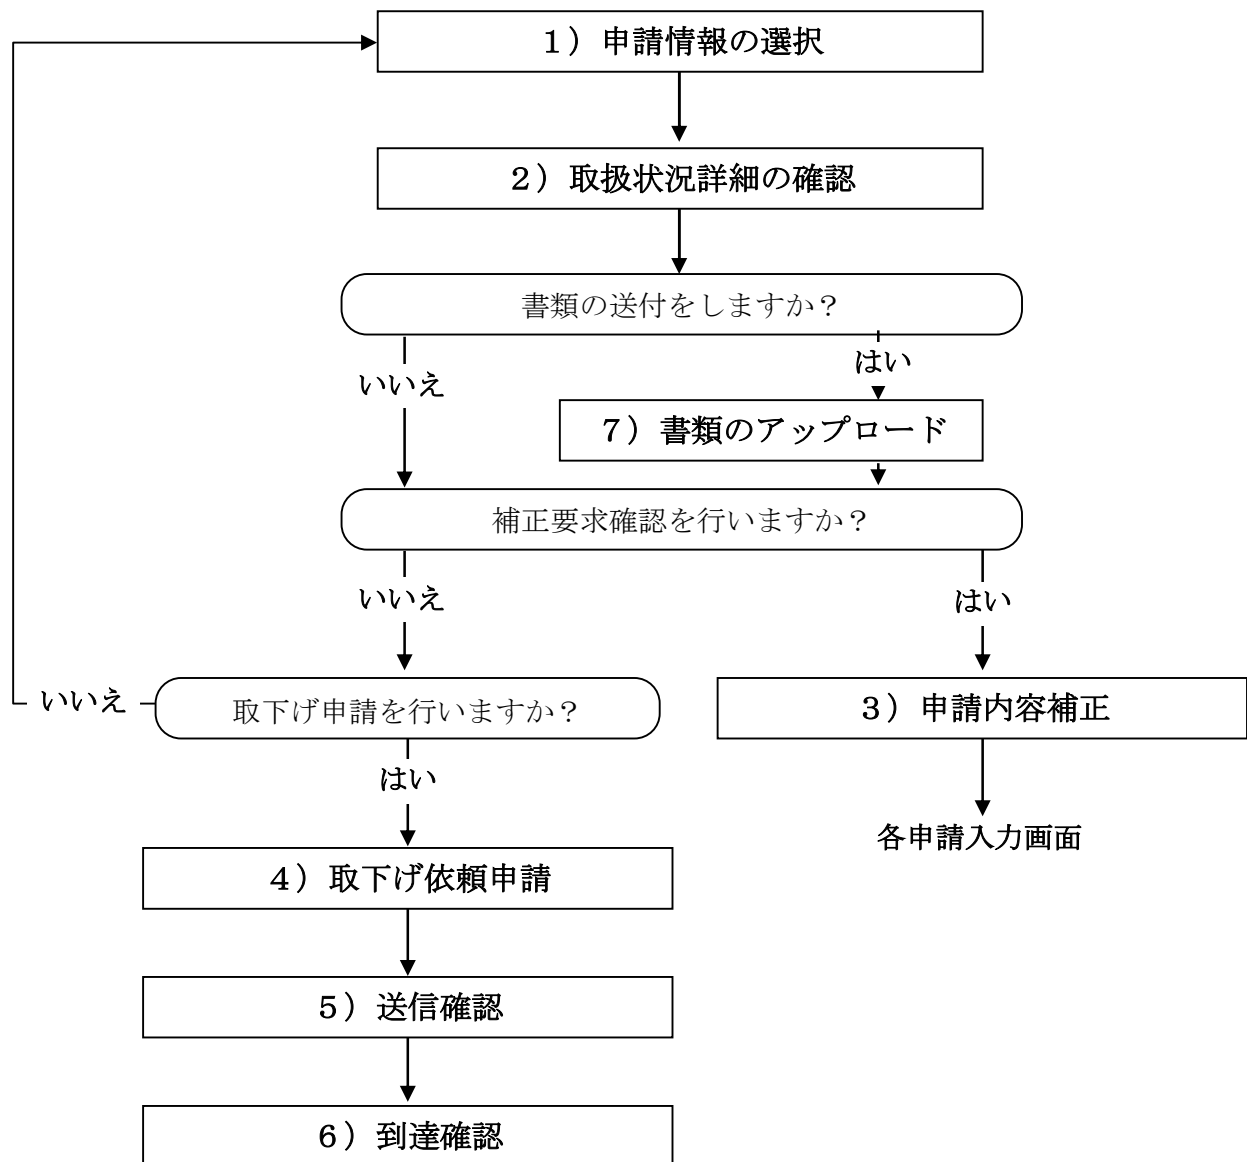 １）申請情報の選択
２）取扱状況詳細の確認
書類の送付をしますか？
はい
いいえ
７）書類のアップロード
補正要求確認を行いますか？
いいえ
はい
いいえ
取下げ申請を行いますか？
３）申請内容補正
はい
各申請入力画面
４）取下げ依頼申請
５）送信確認
６）到達確認